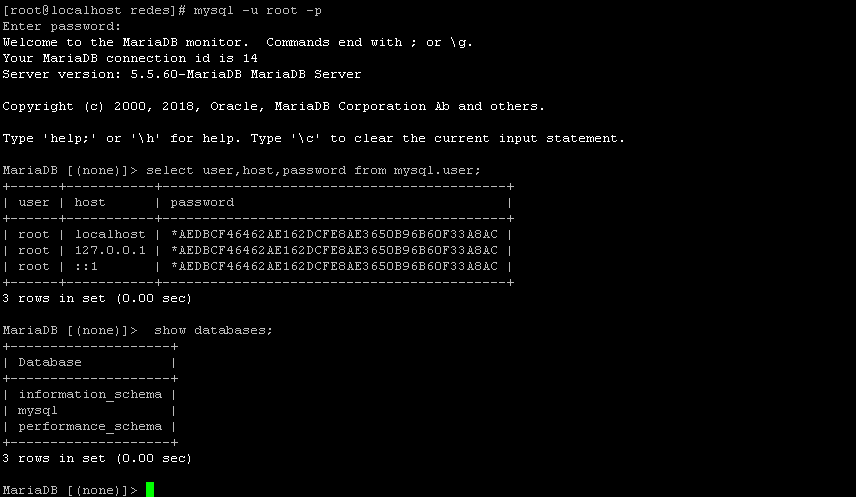 [root@localhost redes]# mysql -u root -p
Enter password:
Welcome to the MariaDB monitor.  Commands end with ; or \g.
Your MariaDB connection id is 14
Server version: 5.5.60-MariaDB MariaDB Server

Copyright (c) 2000, 2018, Oracle, MariaDB Corporation Ab and others.

Type 'help;' or '\h' for help. Type '\c' to clear the current input statement.

MariaDB [(none)]> select user,host,password from mysql.user;
+------+-----------+-------------------------------------------+
| user | host      | password                                  |
+------+-----------+-------------------------------------------+
| root | localhost | *AEDBCF46462AE162DCFE8AE3650B96B60F33A8AC |
| root | 127.0.0.1 | *AEDBCF46462AE162DCFE8AE3650B96B60F33A8AC |
| root | ::1       | *AEDBCF46462AE162DCFE8AE3650B96B60F33A8AC |
+------+-----------+-------------------------------------------+
3 rows in set (0.00 sec)

MariaDB [(none)]>  show databases;
+--------------------+
| Database           |
+--------------------+
| information_schema |
| mysql              |
| performance_schema |
+--------------------+
3 rows in set (0.00 sec)

MariaDB [(none)]>